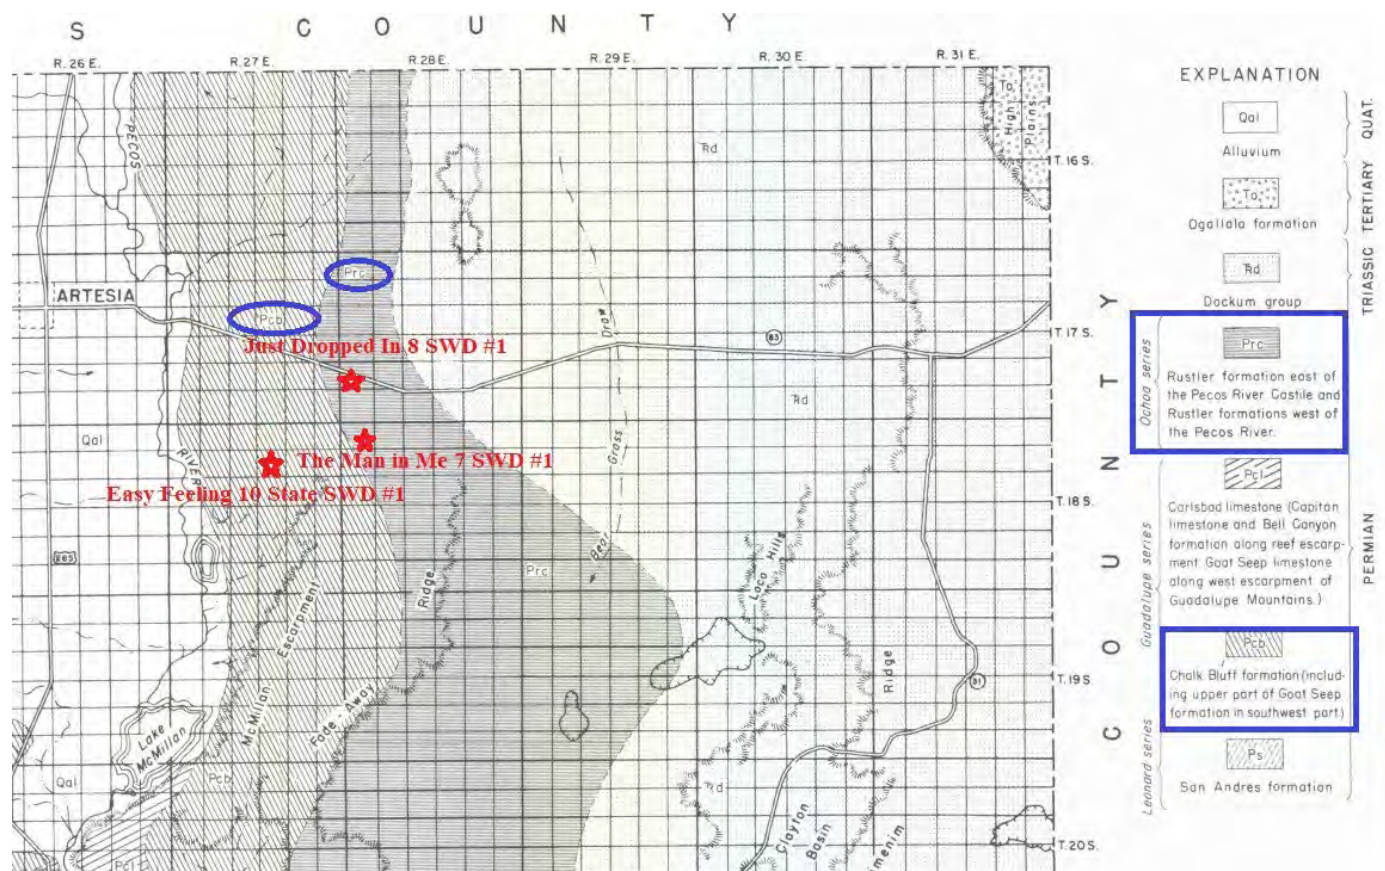 S C O U N T Y
R. 26 E. R. 27 E. R. 28 E. R. 29 E. R. 30 E. R. 31 E.
To
High
Plains
PECOS
Ʀd
T. 16 S.
Prc
ARTESIA
Pcb
Just Dropped In 8 SWD #1
Draw
83
T. 17 S.
Ʀd
Qal
RIVER
Gross
The Man in Me 7 SWD #1
Easy Feeling 10 State SWD #1
T. 18 S.
285
Bear
Prc
Loco Hills
Ridge
Escarpment
McMillan
Fade-Away
Ridge
31
T. 19 S.
Lake
McMillan
Qal
Pcb
Ʀd
Clayton
Basin
Pcl
T. 20 S.
C O U N T Y
EXPLANATION
Qal
Alluvium
QUAT.
To
Ogallala formation
TERTIARY
Ʀd
Dockum group
TRIASSIC
Prc
Rustler formation east of
the Pecos River Castile and
Rustler formations west of
the Pecos River.
Ochoa series
Pcl
Carlsbad limestone (Capitan
limestone and Bell Canyon
formation along reef escarp-
ment Goat Seep limestone
along west escarpment of
Guadalupe Mountains.)
Guadalupe series
PERMIAN
Pcb
Chalk Bluff formation (includ-
ing upper part of Goat Seep
formation in southwest part.)
Ps
San Andres formation
Leonard series